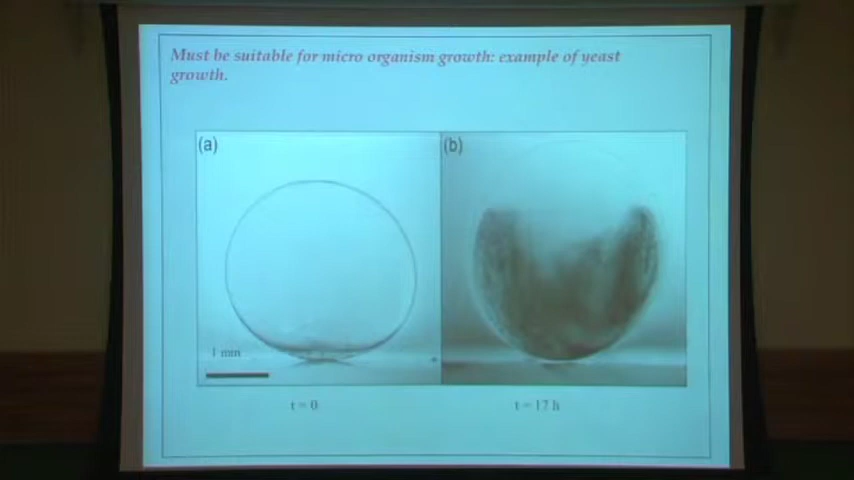 Must be suitable for micro organism growth: example of yeast
growth.
(a)
(b)
1 mm
t = 0
t = 17 h